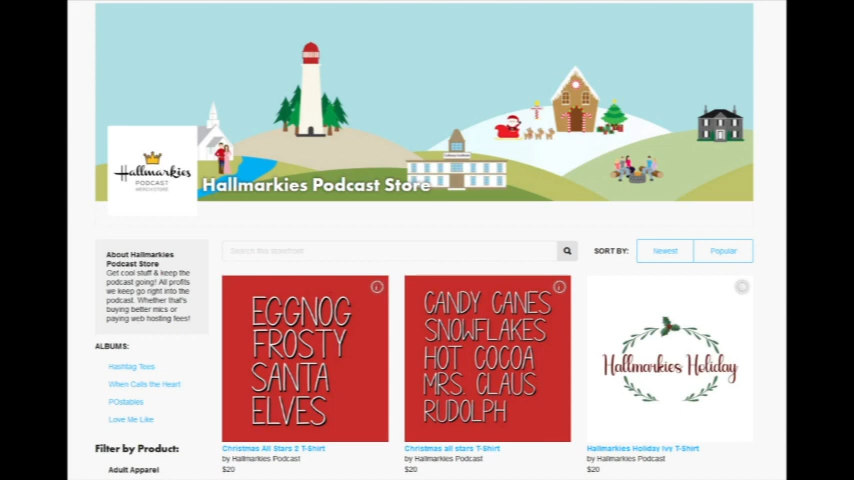 Hallmarkies
PODCAST
Hallmarkies Podcast Store
About Hallmarkies
Podcast Store
Get cool stuff & keep the
podcast going! All profits
we keep go right into the
podcast. Whether that's
buying better mics or
paying web hosting fees!
Search this storefront
SORT BY:
Newest
Popular
ALBUMS:
Hashtag Tees
When Calls the Heart
POstables
Love Me Like
Filter by Product:
Adult Apparel
EGGNOG
FROSTY
SANTA
ELVES
Christmas All Stars 2 T-Shirt
by Hallmarkies Podcast
$20
CANDY CANES
SNOWFLAKES
HOT COCOA
MRS. CLAUS
RUDOLPH
Christmas all stars T-Shirt
by Hallmarkies Podcast
$20
Hallmarkies Holiday
Hallmarkies Holiday Ivy T-Shirt
by Hallmarkies Podcast
$20